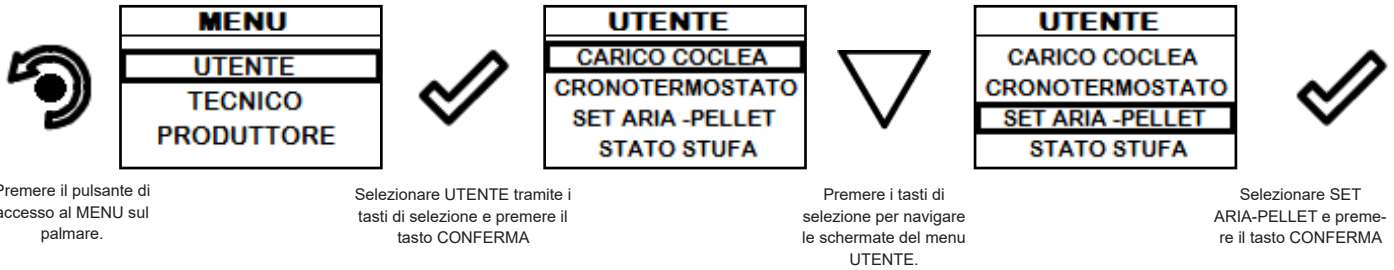 MENU
UTENTE
TECNICO
PRODUTTORE
UTENTE
CARICO COCLEA
CRONOTERMOSTATO
SET ARIA -PELLET
STATO STUFA
UTENTE
CARICO COCLEA
CRONOTERMOSTATO
SET ARIA -PELLET
STATO STUFA
Premere il pulsante di
accesso al MENU sul
palmare.
Selezionare UTENTE tramite i
tasti di selezione e premere il
tasto CONFERMA
Premere i tasti di
selezione per navigare
le schermate del menu
UTENTE.
Selezionare SET
ARIA-PELLET e preme-
re il tasto CONFERMA